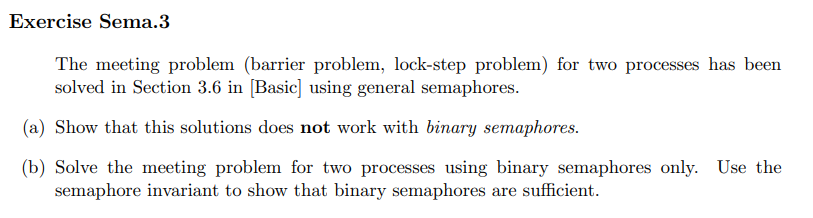 Exercise Sema.3
The meeting problem (barrier problem, lock-step problem) for two processes has been
solved in Section 3.6 in [Basic] using general semaphores.
(a) Show that this solutions does not work with binary semaphores.
(b) Solve the meeting problem for two processes using binary semaphores only. Use the
semaphore invariant to show that binary semaphores are sufficient.